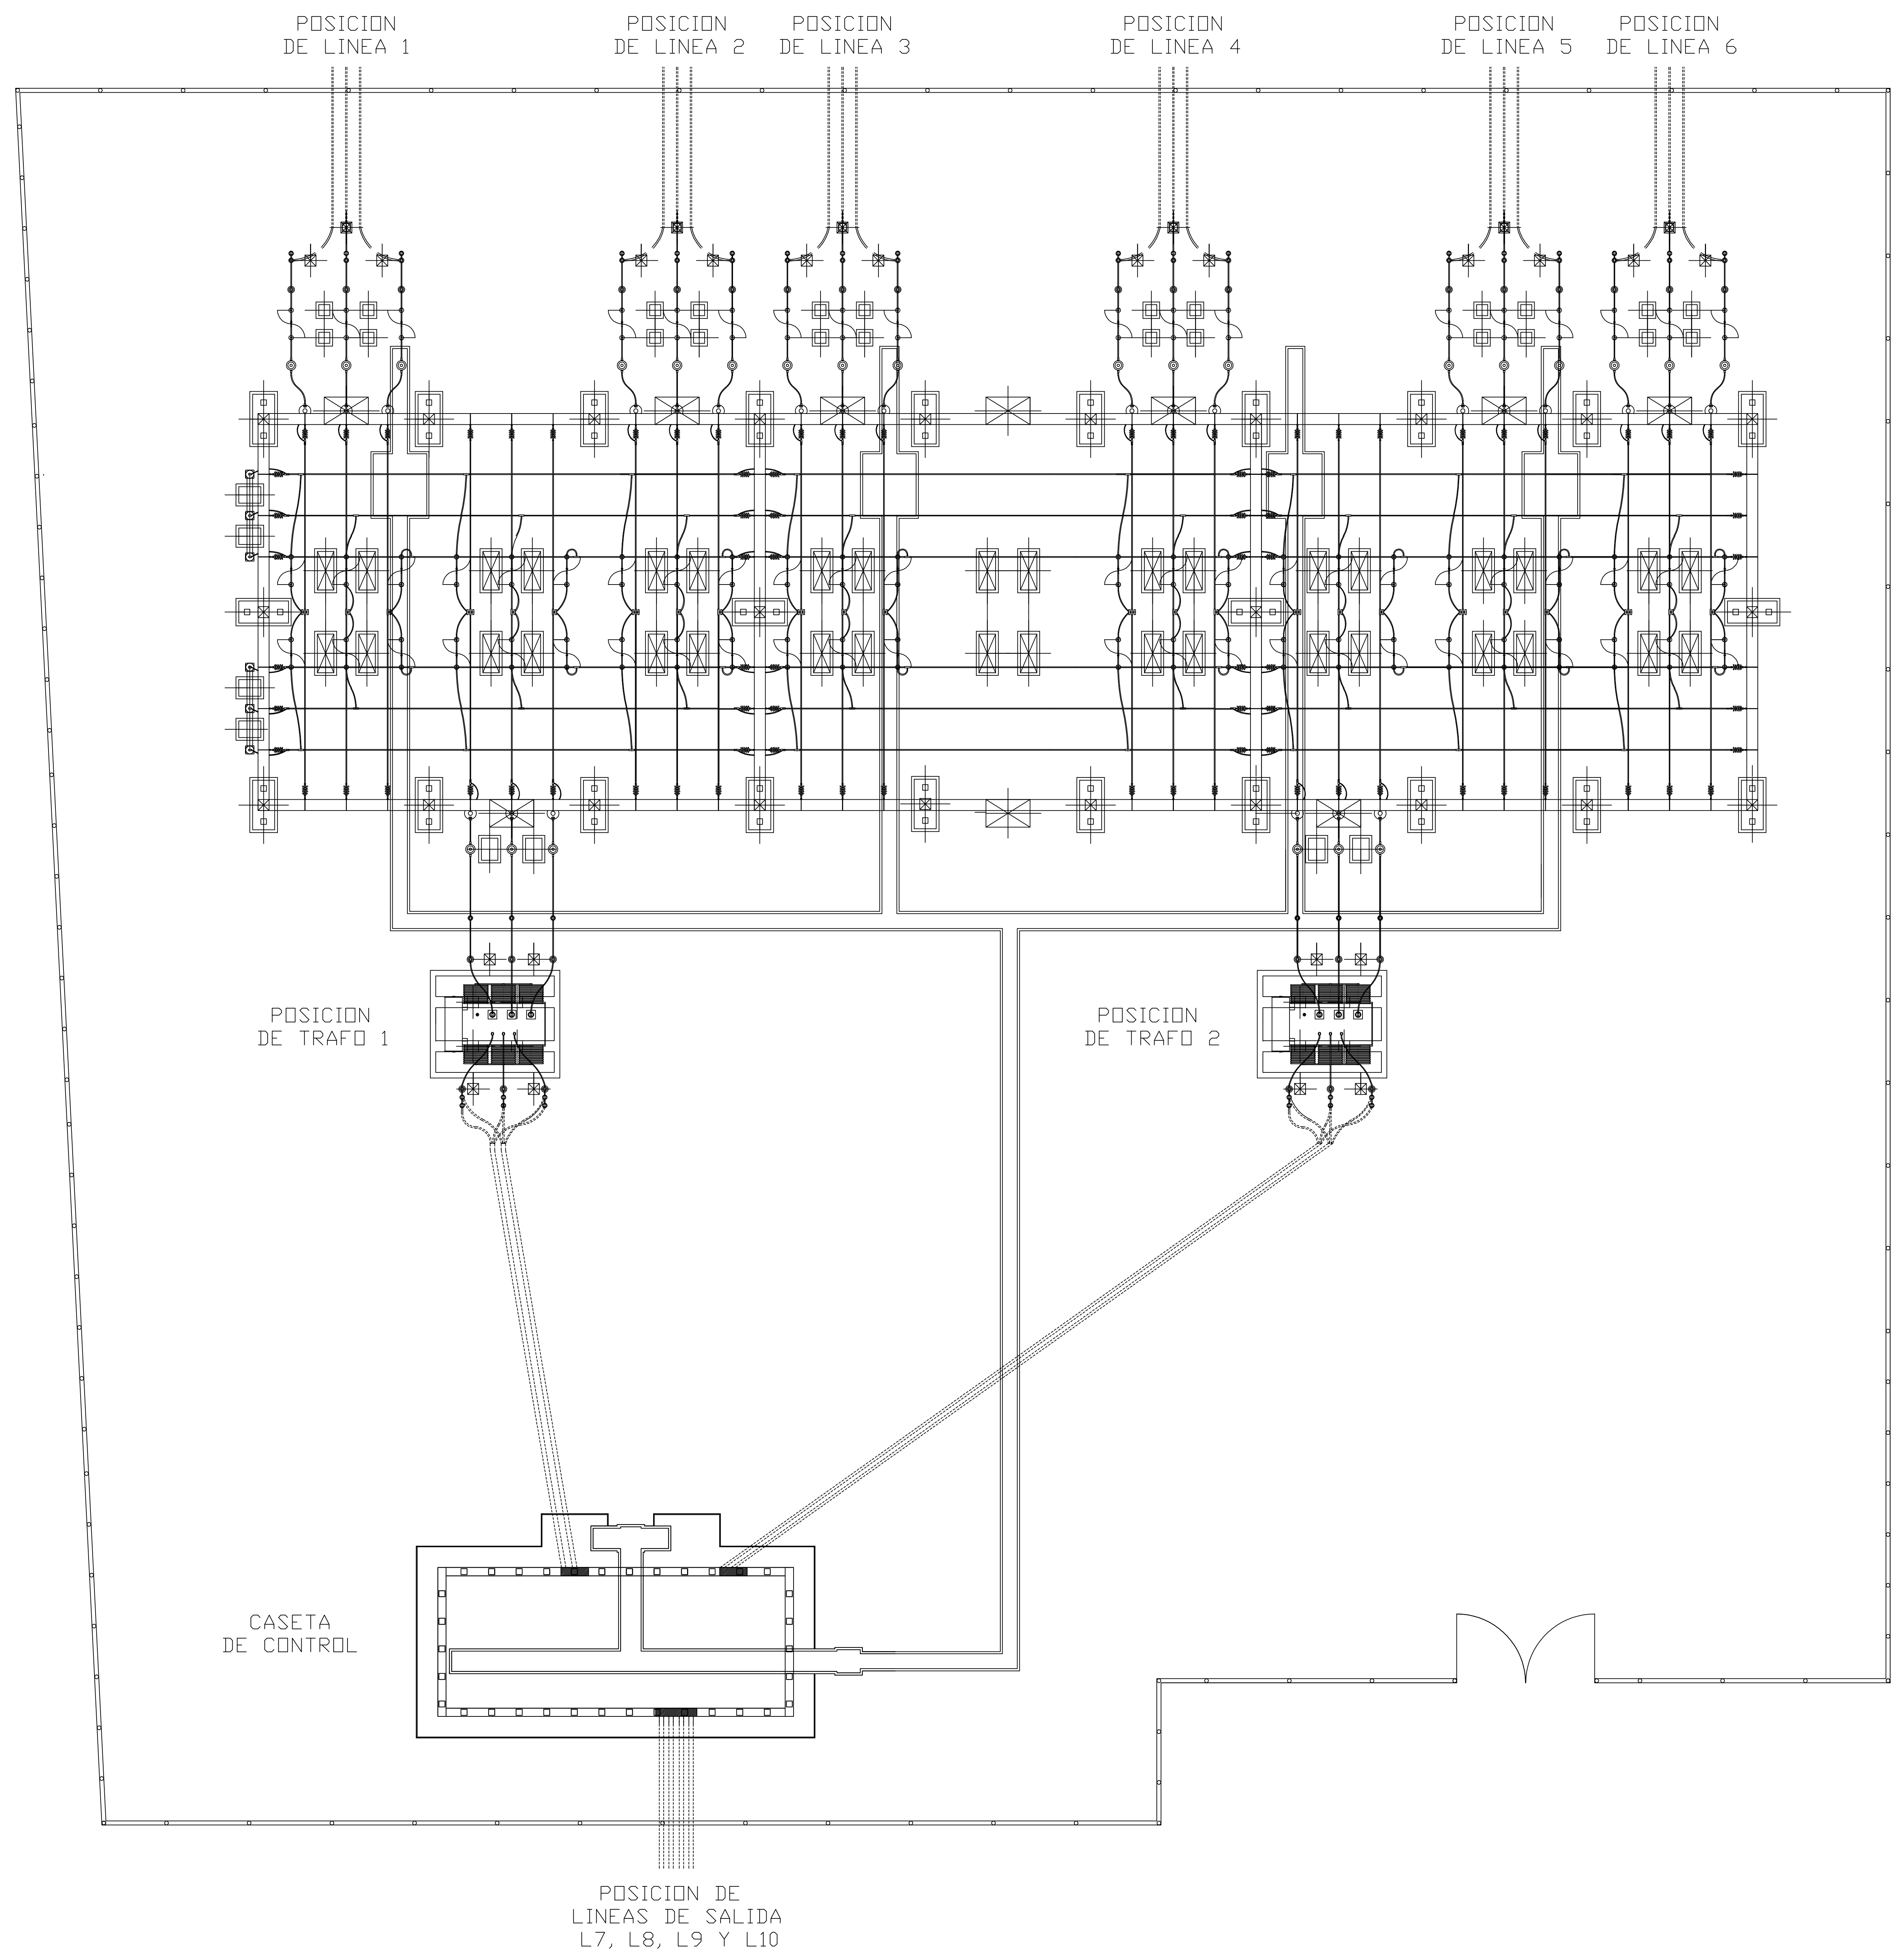 POSICION
DE LINEA 1
POSICION
DE LINEA 2
POSICION
DE LINEA 3
POSICION
DE LINEA 4
POSICION
DE LINEA 5
POSICION
DE LINEA 6
POSICION
DE TRAFO 1
POSICION
DE TRAFO 2
CASETA
DE CONTROL
POSICION DE
LINEAS DE SALIDA
L7, L8, L9 Y L10